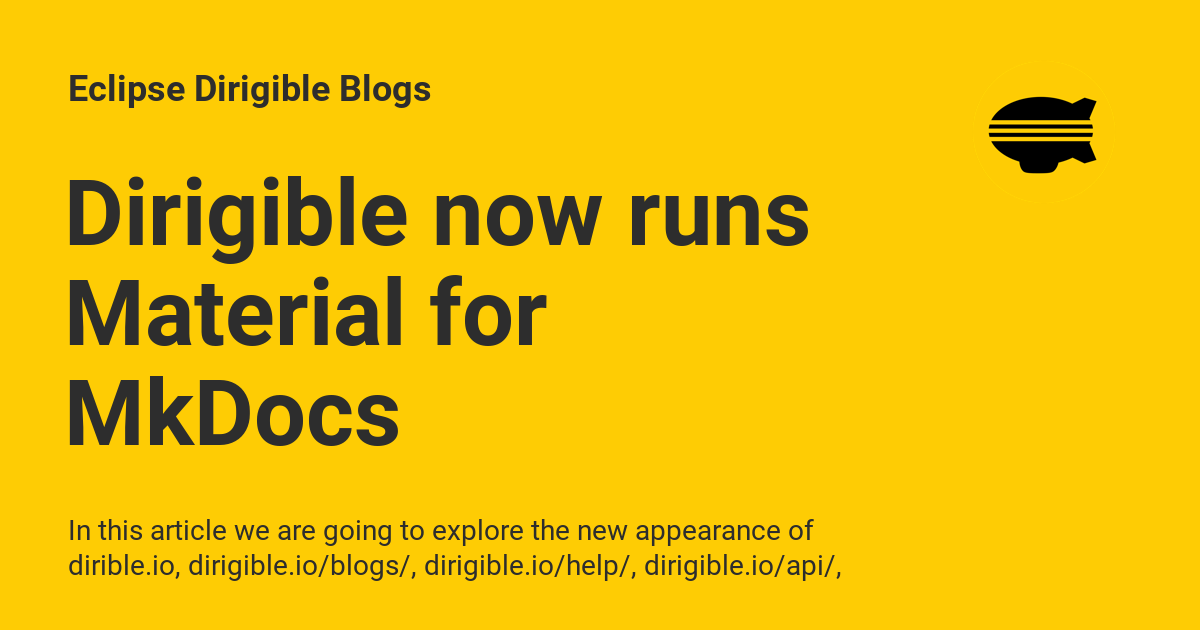 Eclipse Dirigible Blogs
Dirigible now runs
Material for
MkDocs
In this article we are going to explore the new appearance of
dirible.io, dirigible.io/blogs/, dirigible.io/help/, dirigible.io/api/,